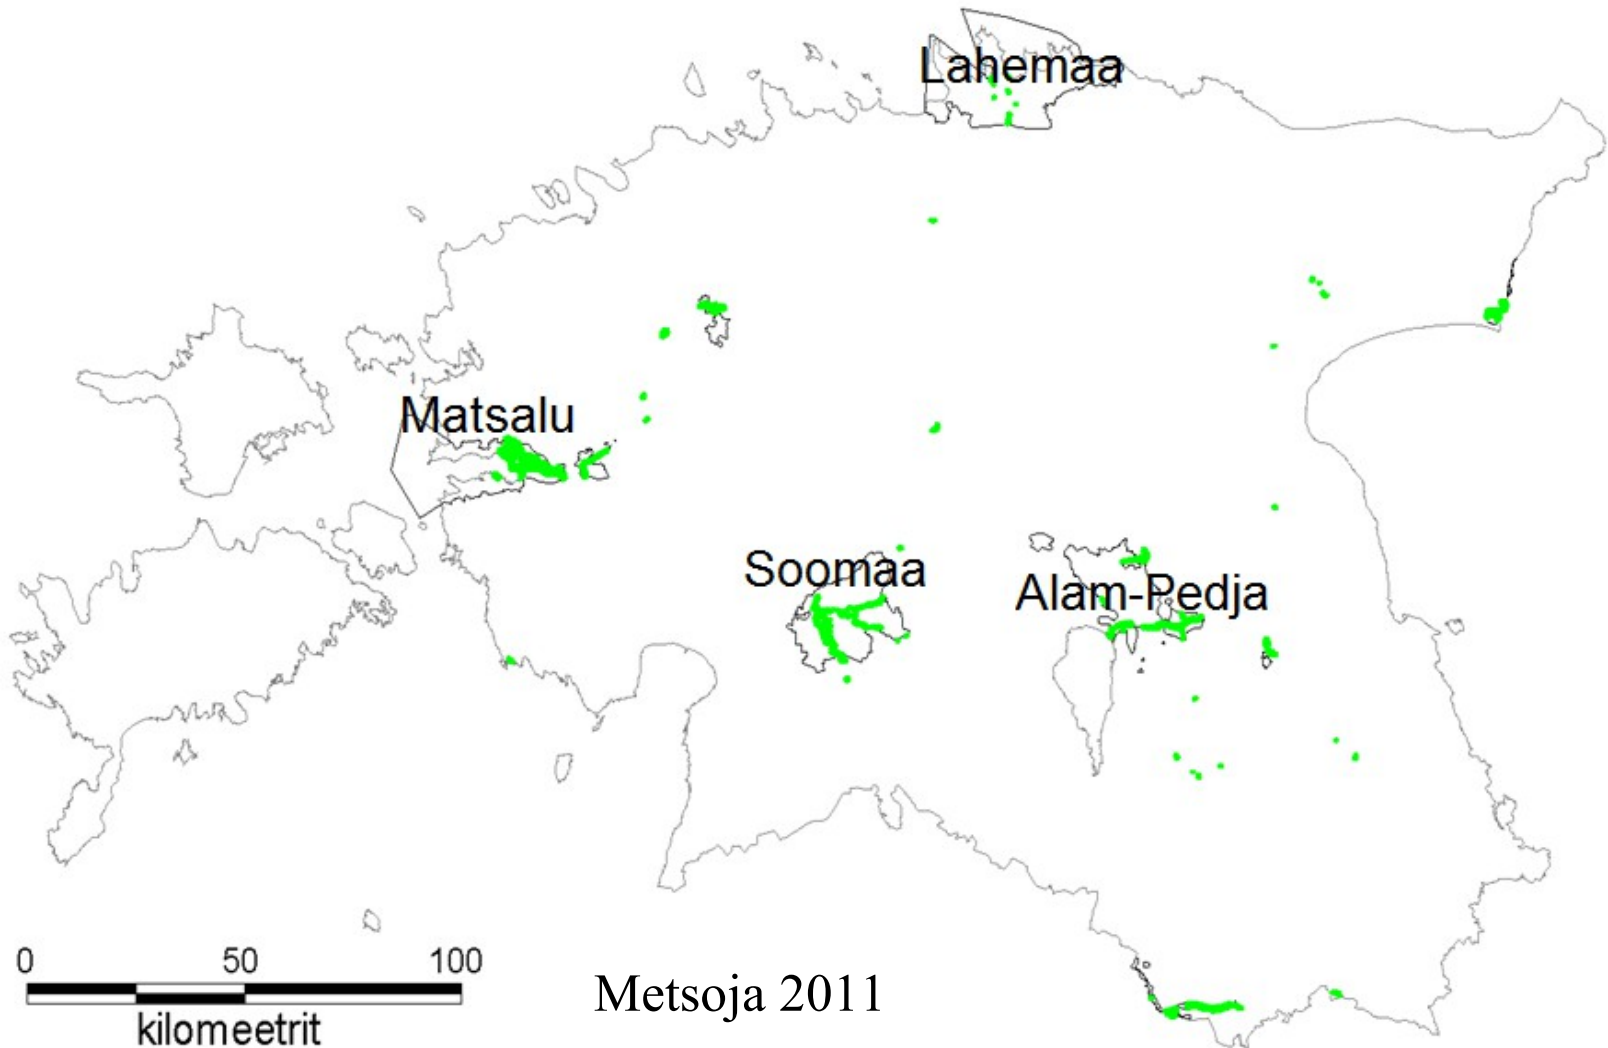 Lahemaa
Matsalu
Soomaa
Alam-Pedja
0 50 100
kilomeetrit
Metsoja 2011